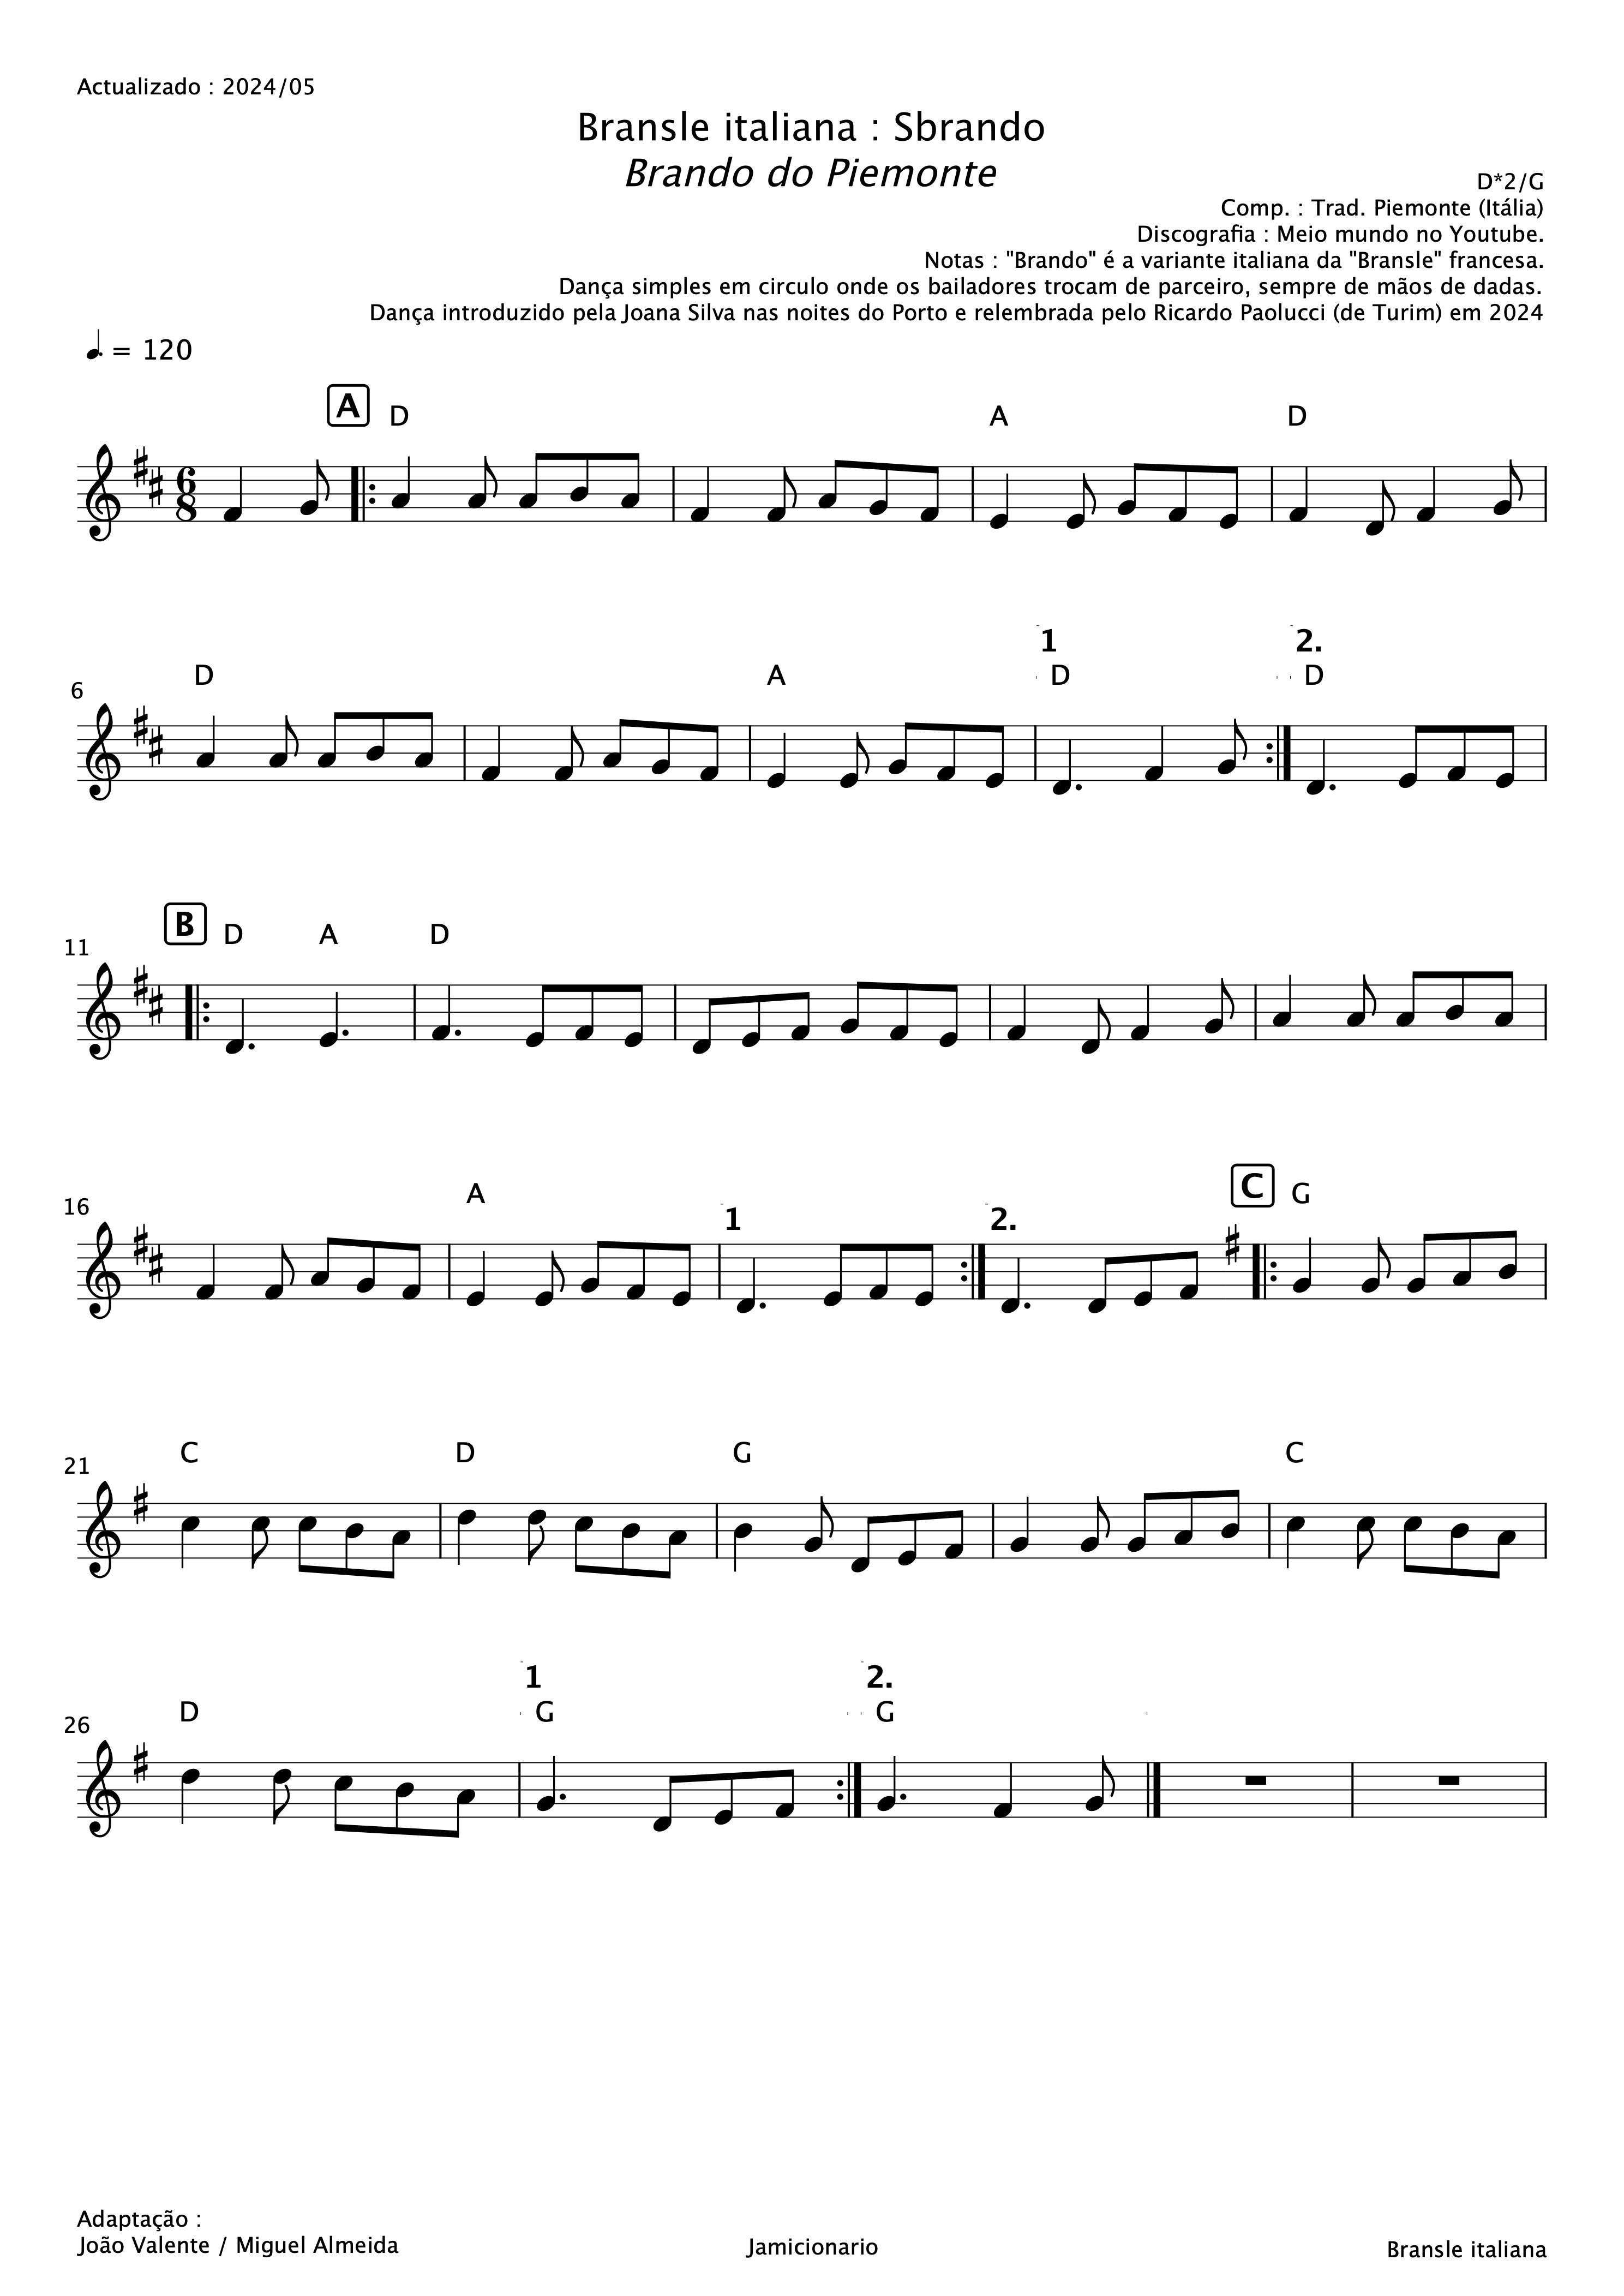 Actualizado : 2024/05
Bransle italiana : Sbrando
Brando do Piemonte
D*2/G
Comp. : Trad. Piemonte (Itália)
Discografia : Meio mundo no Youtube.
Notas : "Brando" é a variante italiana da "Bransle" francesa.
Dança simples em circulo onde os bailadores trocam de parceiro, sempre de mãos de dadas.
Dança introduzido pela Joana Silva nas noites do Porto e relembrada pelo Ricardo Paolucci (de Turim) em 2024
= 120
A D A D
6 8
1 2.
D A D D
6
B D A D
11
C G
A 1 2.
16
C D G C
21
1 2.
D G G
26
Adaptação :
João Valente / Miguel Almeida
Jamicionario
Bransle italiana